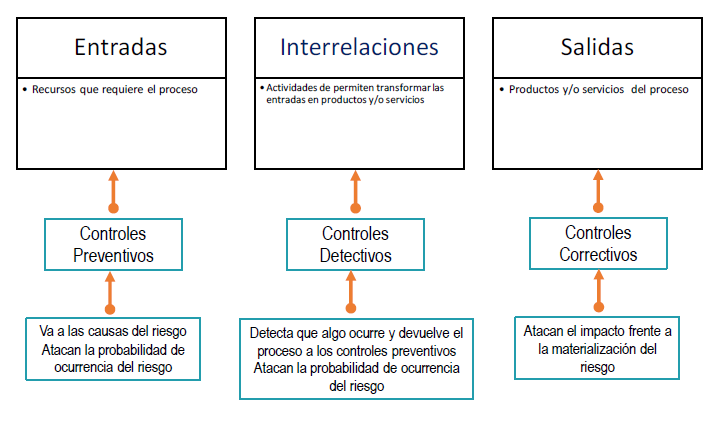 Entradas
• Recursos que requiere el proceso
Interrelaciones
• Actividades de permiten transformar las
entradas en productos y/o servicios
Salidas
• Productos y/o servicios del proceso
Controles
Preventivos
Controles
Detectivos
Controles
Correctivos
Va a las causas del riesgo
Atacan la probabilidad de
ocurrencia del riesgo
Detecta que algo ocurre y devuelve el
proceso a los controles preventivos
Atacan la probabilidad de ocurrencia
del riesgo
Atacan el impacto frente a
la materialización del
riesgo